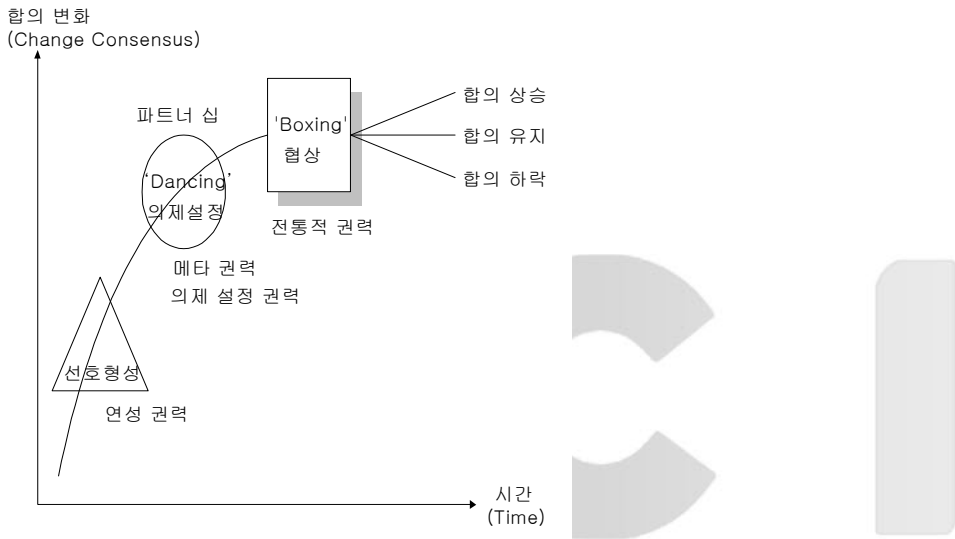 합의 변화
(Change Consensus)
파트너 십
'Boxing'
협상
합의 상승
합의 유지
합의 하락
'Dancing'
의제설정
전통적 권력
메타 권력
의제 설정 권력
선호형성
연성 권력
시간
(Time)